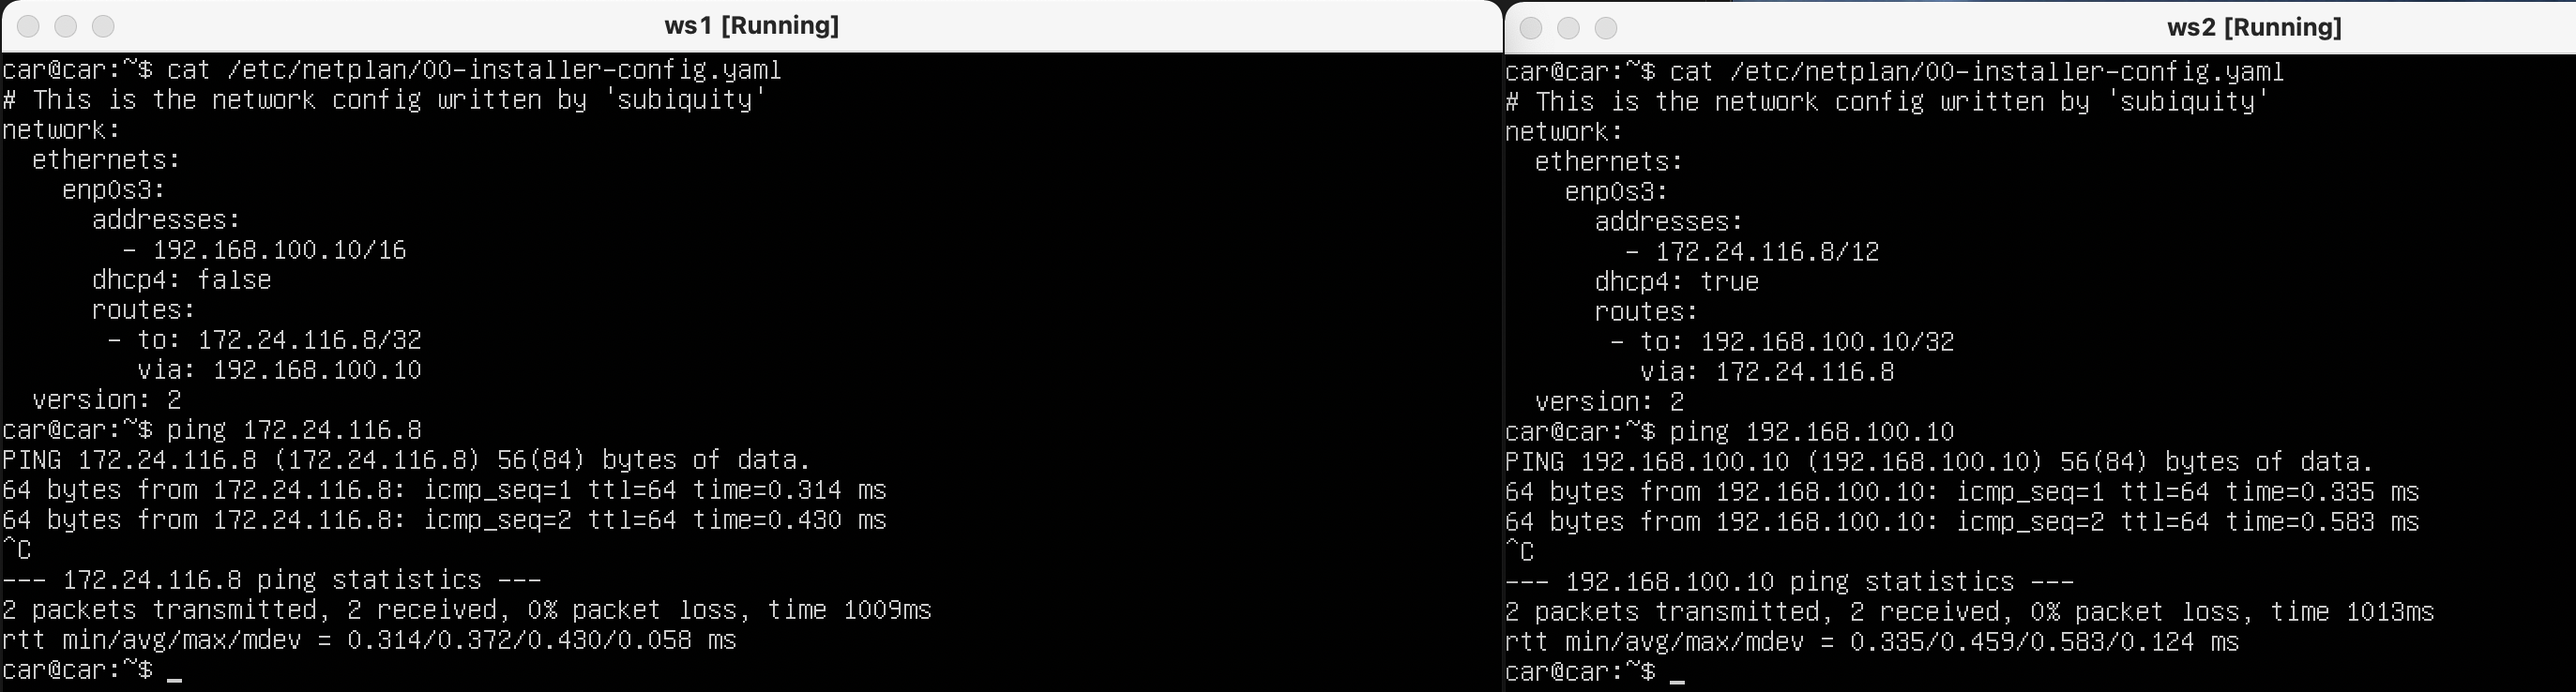 ws1 [Running]
car@car:~$ cat /etc/netplan/00-installer-config.yaml
# This is the network config written by 'subiquity'
network:
  ethernets:
    enp0s3:
      addresses:
        - 192.168.100.10/16
      dhcp4: false
      routes:
       - to: 172.24.116.8/32
         via: 192.168.100.10
  version: 2
car@car:~$ ping 172.24.116.8
PING 172.24.116.8 (172.24.116.8) 56(84) bytes of data.
64 bytes from 172.24.116.8: icmp_seq=1 ttl=64 time=0.314 ms
64 bytes from 172.24.116.8: icmp_seq=2 ttl=64 time=0.430 ms
^C
--- 172.24.116.8 ping statistics ---
2 packets transmitted, 2 received, 0% packet loss, time 1009ms
rtt min/avg/max/mdev = 0.314/0.372/0.430/0.058 ms
car@car:~$ _
ws2 [Running]
car@car:~$ cat /etc/netplan/00-installer-config.yaml
# This is the network config written by 'subiquity'
network:
  ethernets:
    enp0s3:
      addresses:
        - 172.24.116.8/12
      dhcp4: true
      routes:
       - to: 192.168.100.10/32
         via: 172.24.116.8
  version: 2
car@car:~$ ping 192.168.100.10
PING 192.168.100.10 (192.168.100.10) 56(84) bytes of data.
64 bytes from 192.168.100.10: icmp_seq=1 ttl=64 time=0.335 ms
64 bytes from 192.168.100.10: icmp_seq=2 ttl=64 time=0.583 ms
^C
--- 192.168.100.10 ping statistics ---
2 packets transmitted, 2 received, 0% packet loss, time 1013ms
rtt min/avg/max/mdev = 0.335/0.459/0.583/0.124 ms
car@car:~$ _